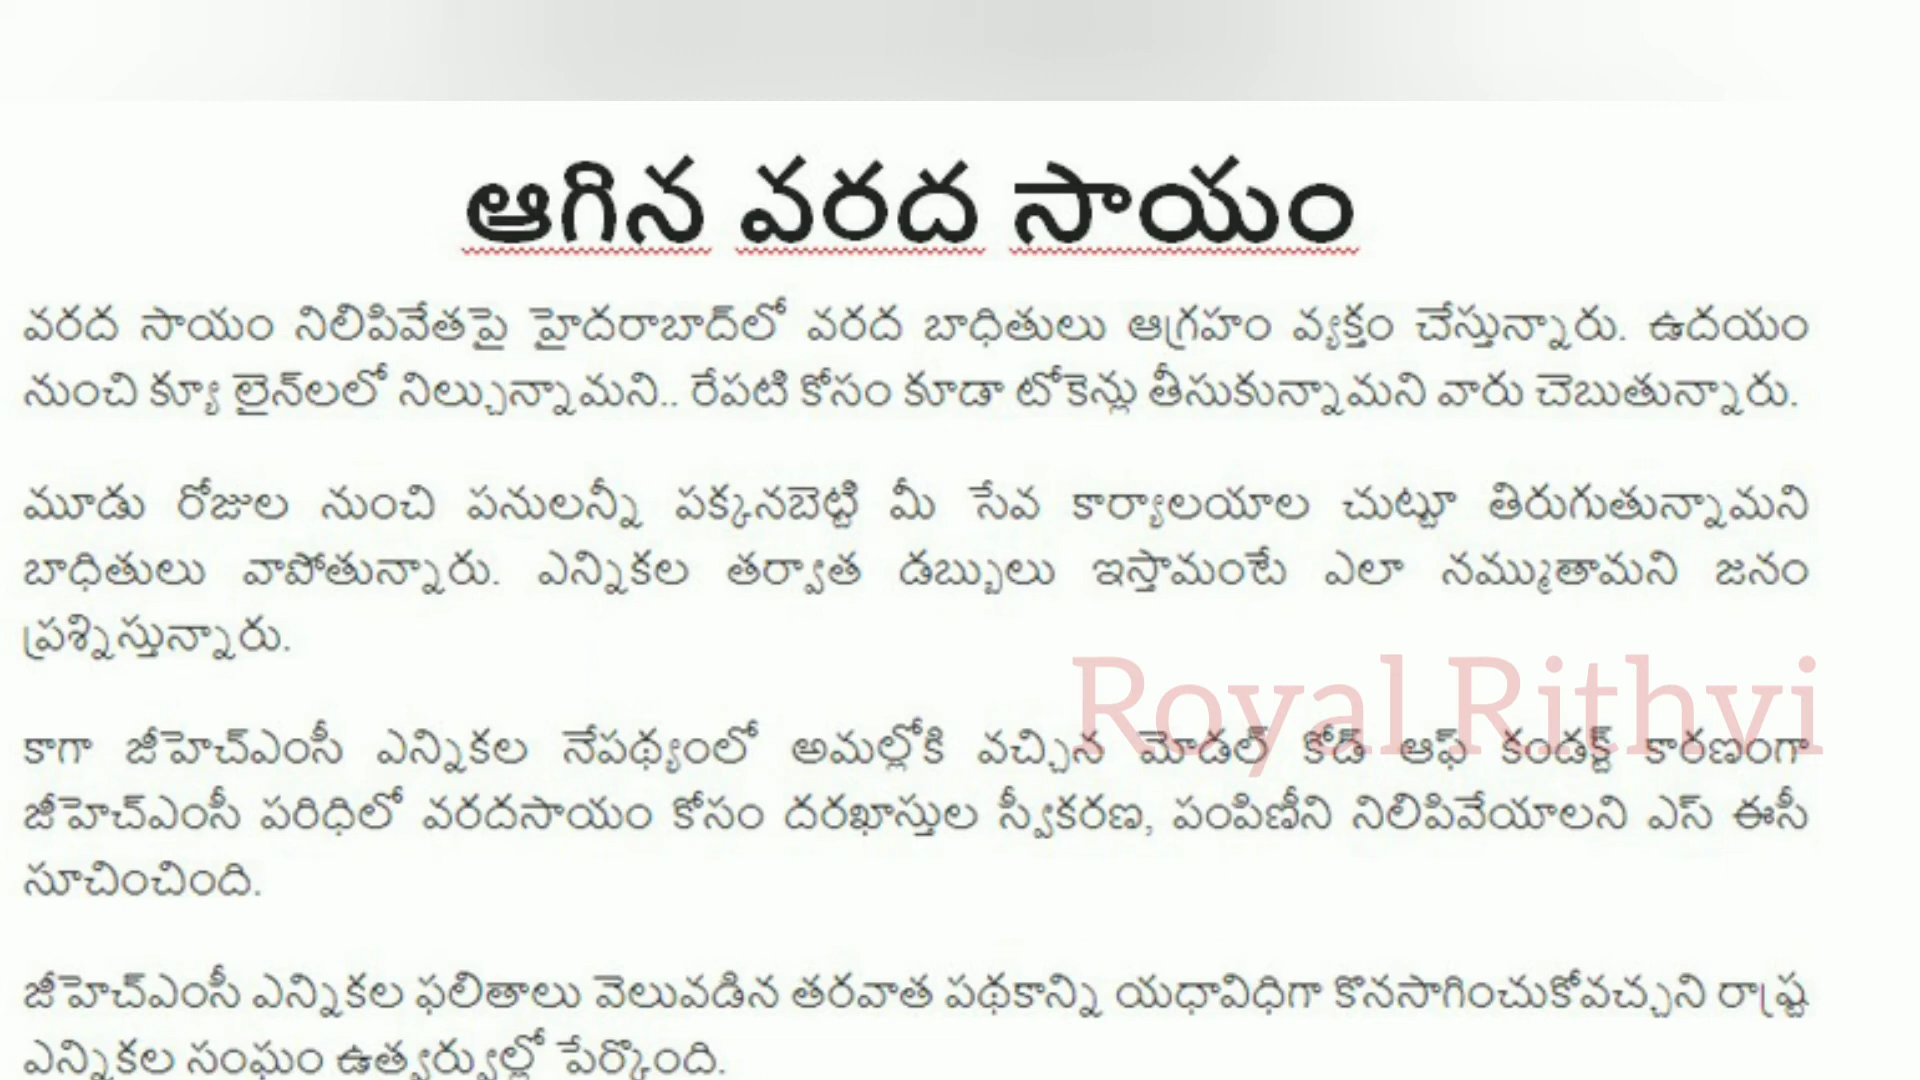 ఆగిన వరద సాయం
వరద సాయం నిలిపివేతపై హైదరాబాద్‌లో వరద బాధితులు ఆగ్రహం వ్యక్తం చేస్తున్నారు. ఉదయం
నుంచి క్యూ లైన్‌లలో నిల్చున్నామని.. రేపటి కోసం కూడా టోకెన్లు తీసుకున్నామని వారు చెబుతున్నారు.
మూడు రోజుల నుంచి పనులన్నీ పక్కనబెట్టి మీ సేవ కార్యాలయాల చుట్టూ తిరుగుతున్నామని
బాధితులు వాపోతున్నారు. ఎన్నికల తర్వాత డబ్బులు ఇస్తామంటే ఎలా నమ్ముతామని జనం
ప్రశ్నిస్తున్నారు.
Royal Rithvi
కాగా జీహెచ్ఎంసీ ఎన్నికల నేపథ్యంలో అమల్లోకి వచ్చిన మోడల్ కోడ్ ఆఫ్ కండక్ట్ కారణంగా
జీహెచ్ఎంసీ పరిధిలో వరదసాయం కోసం దరఖాస్తుల స్వీకరణ, పంపిణీని నిలిపివేయాలని ఎస్ ఈసీ
సూచించింది.
జీహెచ్ఎంసీ ఎన్నికల ఫలితాలు వెలువడిన తరవాత పథకాన్ని యధావిధిగా కొనసాగించుకోవచ్చని రాష్ట్ర
ఎన్నికల సంఘం ఉత్వర్వుల్లో పేర్కొంది.